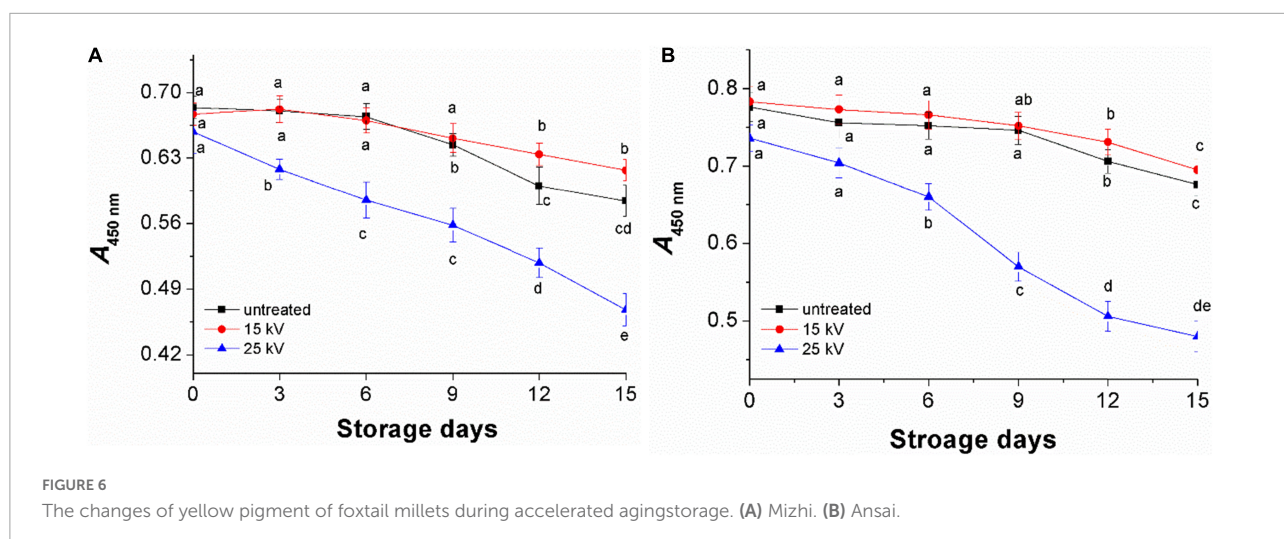 A
B
a
a
a
a
b
b
a
a
a
a
b
c
cd
b
c
c
d
e
0.70
0.63
0.56
0.49
0.42
A450 nm
untreated
15 kV
25 kV
0 3 6 9 12 15
Storage days
a
a
a
ab
b
c
a
a
a
a
b
c
a
a
b
c
d
de
0.8
0.7
0.6
0.5
A450 nm
untreated
15 kV
25 kV
0 3 6 9 12 15
Stroage days
FIGURE 6
The changes of yellow pigment of foxtail millets during accelerated agingstorage. (A) Mizhi. (B) Ansai.